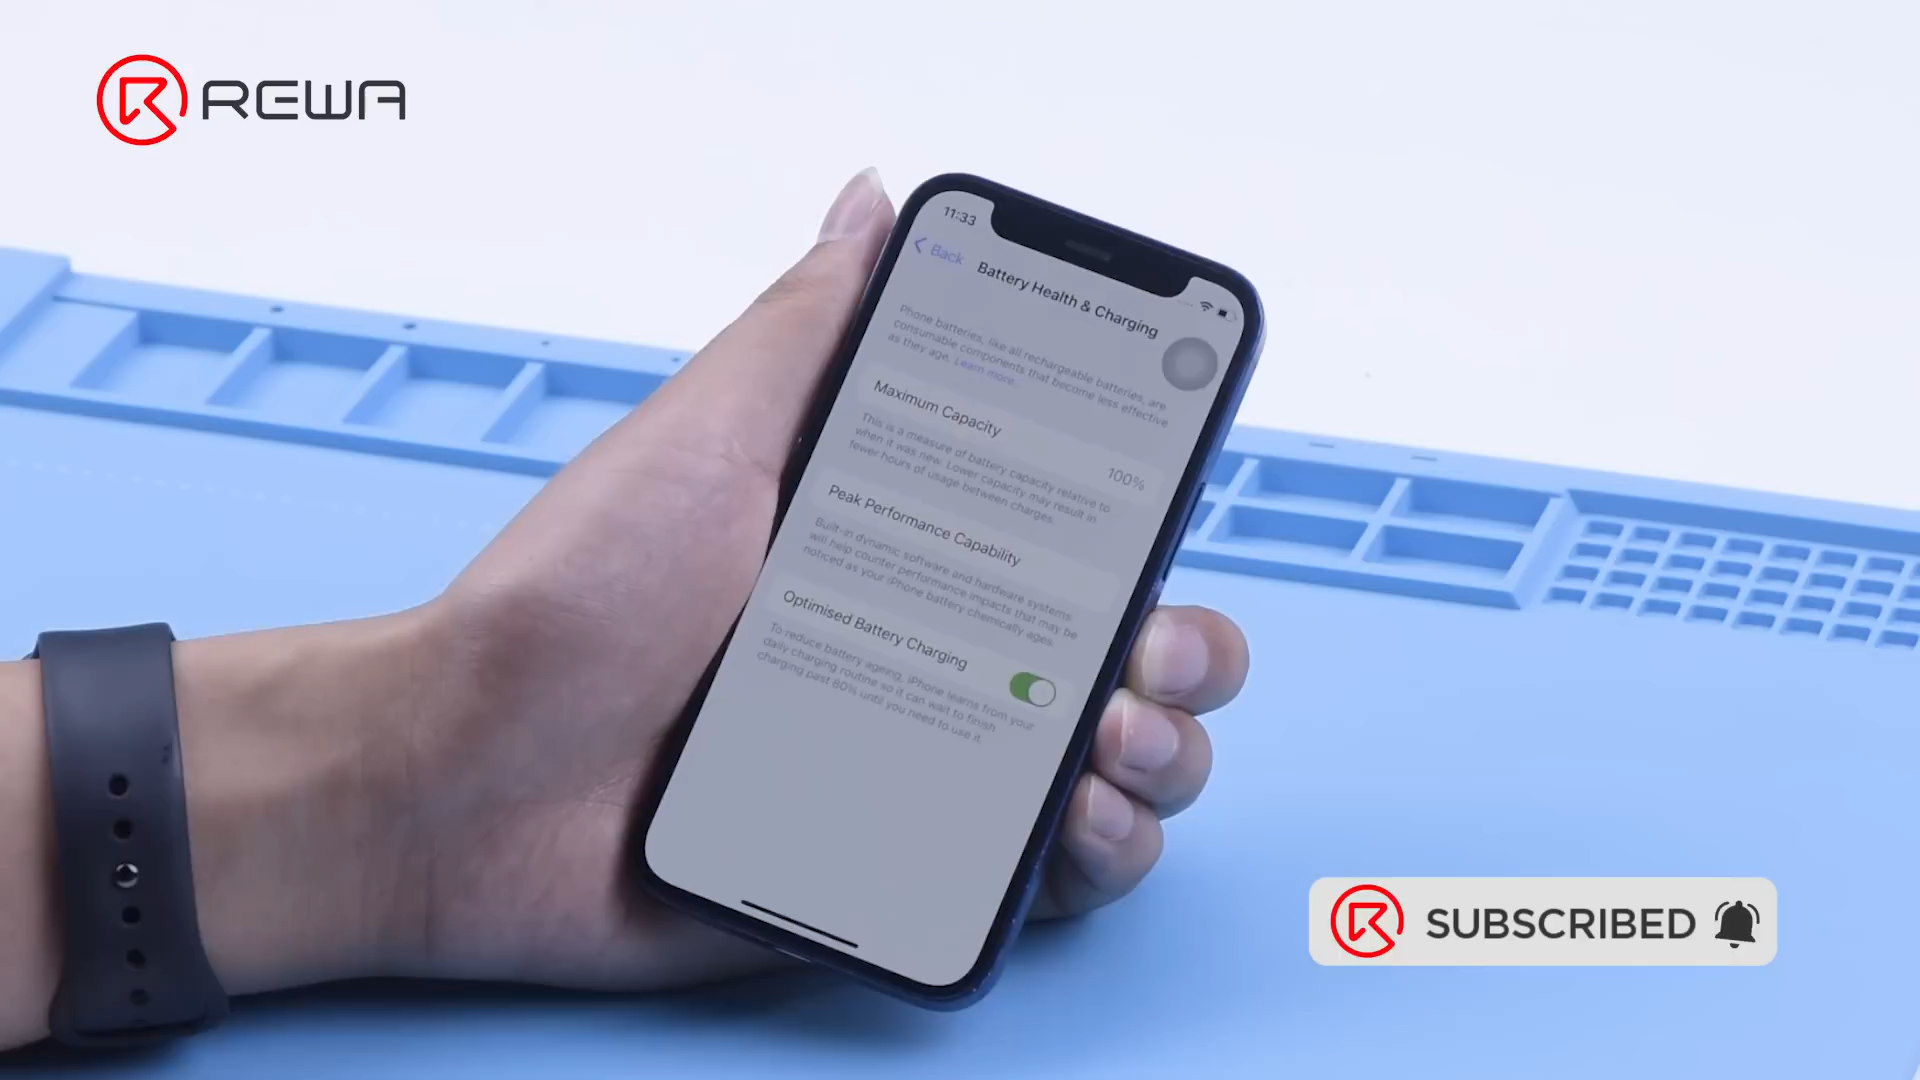 REWA
11:33
Back
Battery Health & Charging
Phone batteries, like all rechargeable batteries, are
consumable components that become less effective
as they age. Learn more...
Maximum Capacity
100%
This is a measure of battery capacity relative to
when it was new. Lower capacity may result in
fewer hours of usage between charges.
Peak Performance Capability
Built-in dynamic software and hardware systems
will help counter performance impacts that may be
noticed as your iPhone battery chemically ages.
Optimised Battery Charging
To reduce battery ageing, iPhone learns from your
daily charging routine so it can wait to finish
charging past 80% until you need to use it.
SUBSCRIBED